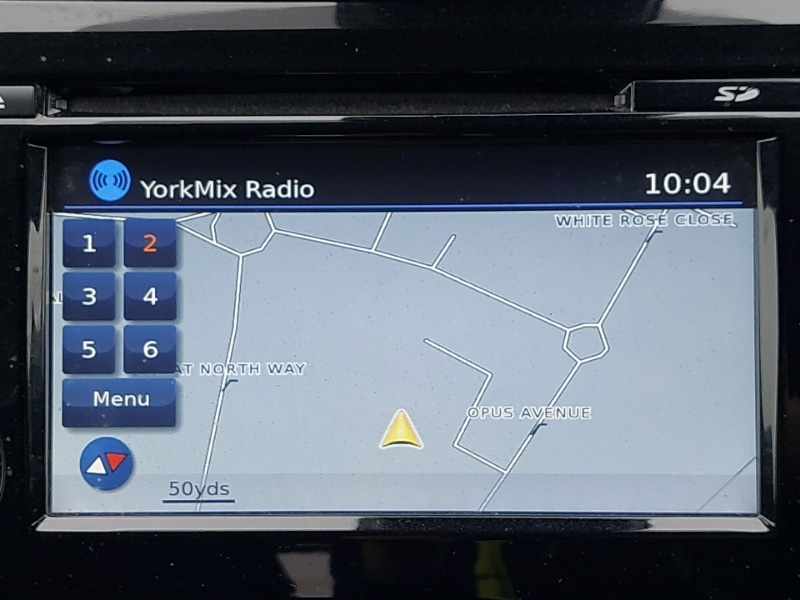 SD
YorkMix Radio
10:04
WHITE ROSE CLOSE
1
2
3
4
5
6
AT NORTH WAY
Menu
OPUS AVENUE
50yds